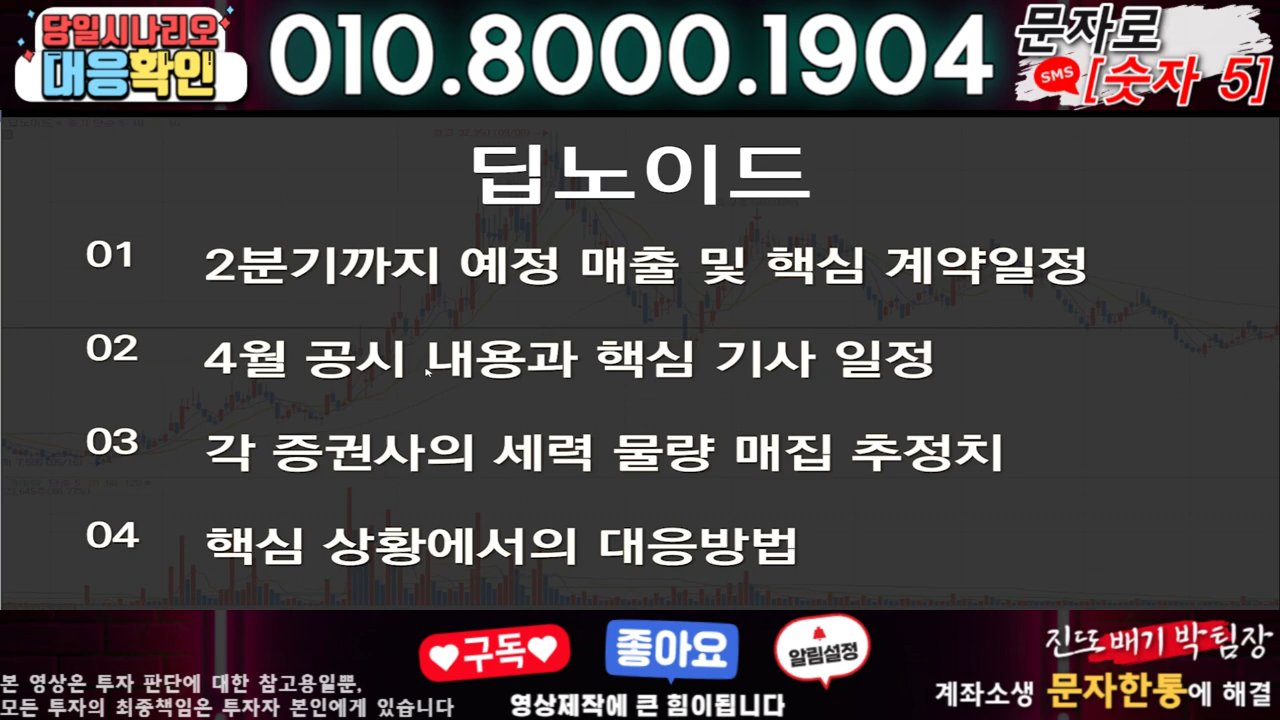 당일시나리오
대응확인
010.8000.1904
문자로
SMS [숫자 5]
딥노이드
01 2분기까지 예정 매출 및 핵심 계약일정
02 4월 공시 내용과 핵심 기사 일정
03 각 증권사의 세력 물량 매집 추정치
04 핵심 상황에서의 대응방법
구독
좋아요
알림설정
영상제작에 큰 힘이됩니다
본 영상은 투자 판단에 대한 참고용일뿐,
모든 투자의 최종책임은 투자자 본인에게 있습니다
진또배기 박팀장
계좌소생 문자한통에 해결